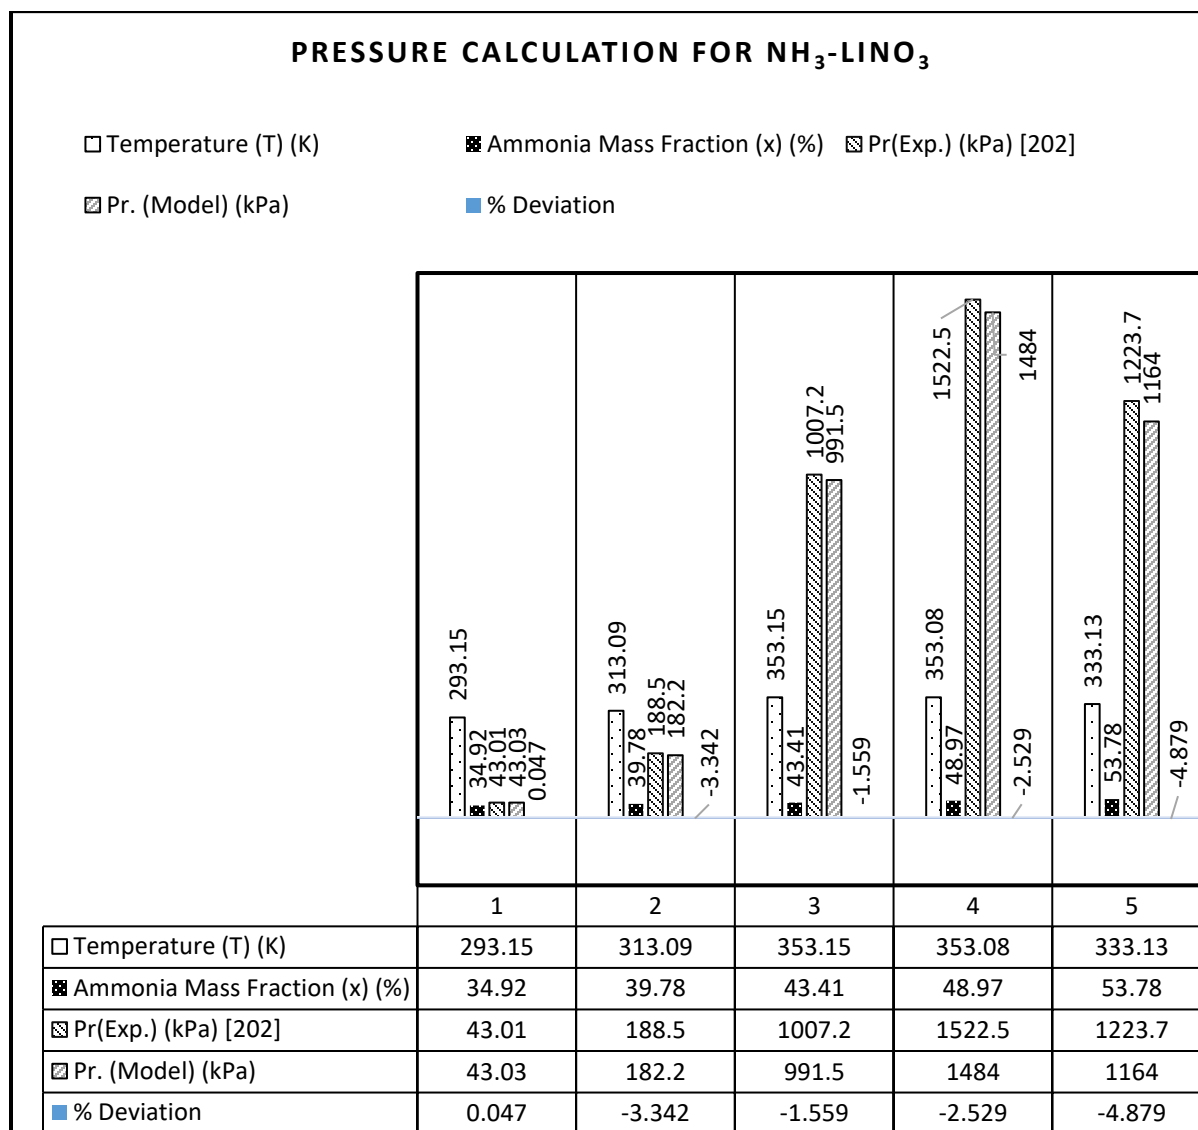 PRESSURE CALCULATION FOR NH₃-LINO₃
Temperature (T) (K) Ammonia Mass Fraction (x) (%) Pr(Exp.) (kPa) [202]
Pr. (Model) (kPa) % Deviation
293.15 34.92 43.01 43.03 0.047
313.09 39.78 188.5 182.2 -3.342
353.15 43.41 1007.2 991.5 -1.559
353.08 48.97 1522.5 1484 -2.529
333.13 53.78 1223.7 1164 -4.879
1 2 3 4 5
Temperature (T) (K) 293.15 313.09 353.15 353.08 333.13
Ammonia Mass Fraction (x) (%) 34.92 39.78 43.41 48.97 53.78
Pr(Exp.) (kPa) [202] 43.01 188.5 1007.2 1522.5 1223.7
Pr. (Model) (kPa) 43.03 182.2 991.5 1484 1164
% Deviation 0.047 -3.342 -1.559 -2.529 -4.879